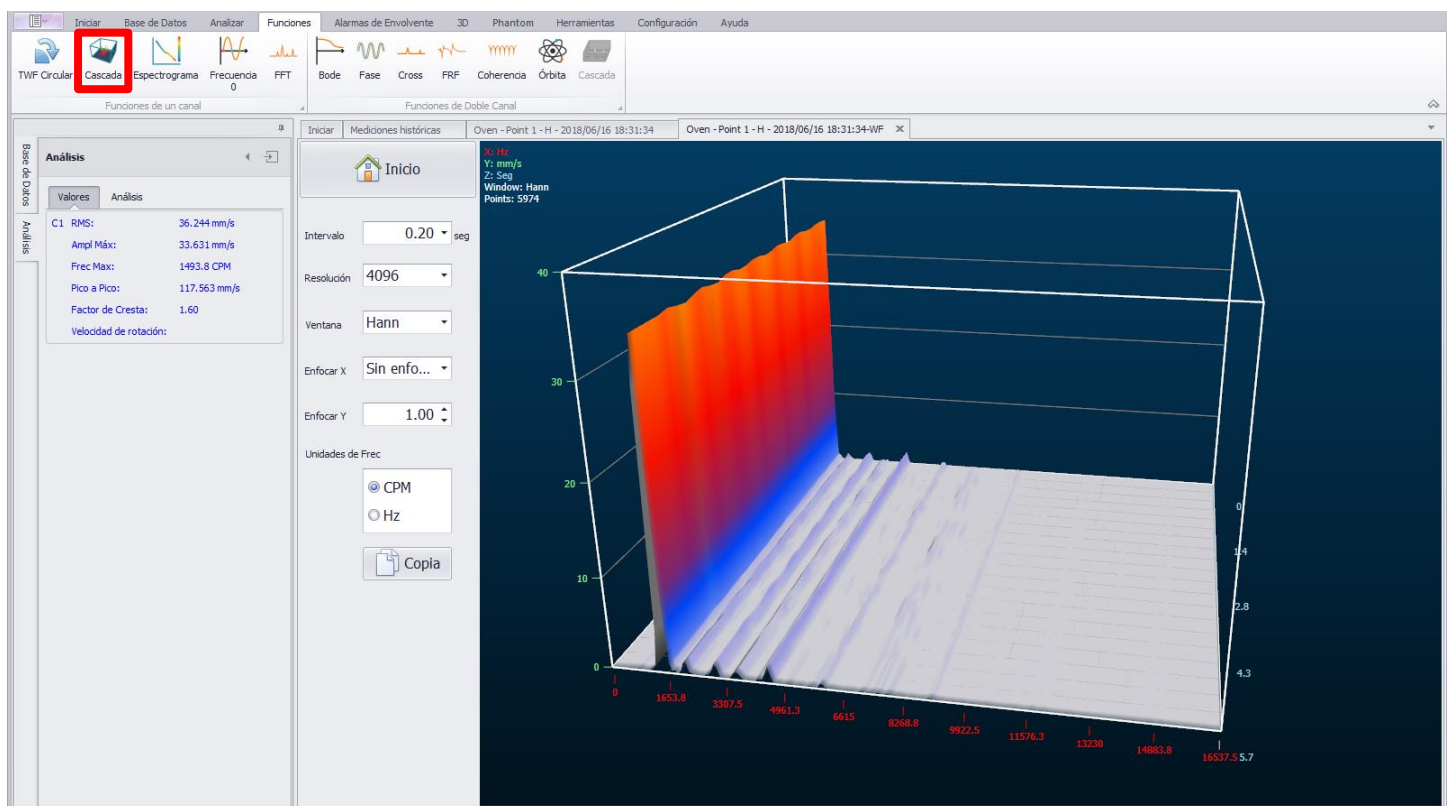 Iniciar Base de Datos Analizar Funciones Alarmas de Envolvente 3D Phantom Herramientas Configuración Ayuda
TWF Circular Cascada Espectrograma Frecuencia 0 FFT Bode Fase Cross FRF Coherencia Órbita Cascada
Funciones de un canal Funciones de Doble Canal
Iniciar Mediciones históricas Oven - Point 1 - H - 2018/06/16 18:31:34 Oven - Point 1 - H - 2018/06/16 18:31:34-WF X
Base de Datos
Análisis
Análisis
Valores Análisis
C1 RMS: 36.244 mm/s
Ampl Máx: 33.631 mm/s
Frec Max: 1493.8 CPM
Pico a Pico: 117.563 mm/s
Factor de Cresta: 1.60
Velocidad de rotación:
Inicio
Intervalo 0.20 seg
Resolución 4096
Ventana Hann
Enfocar X Sin enfo...
Enfocar Y 1.00
Unidades de Frec
CPM
Hz
Copia
X: Hz
Y: mm/s
Z: Seg
Window: Hann
Points: 5974
40
30
20
10
0
0 1653.8 3307.5 4961.3 6615 8268.8 9922.5 11576.3 13230 14883.8 16537.5
0
1.4
2.8
4.3
5.7